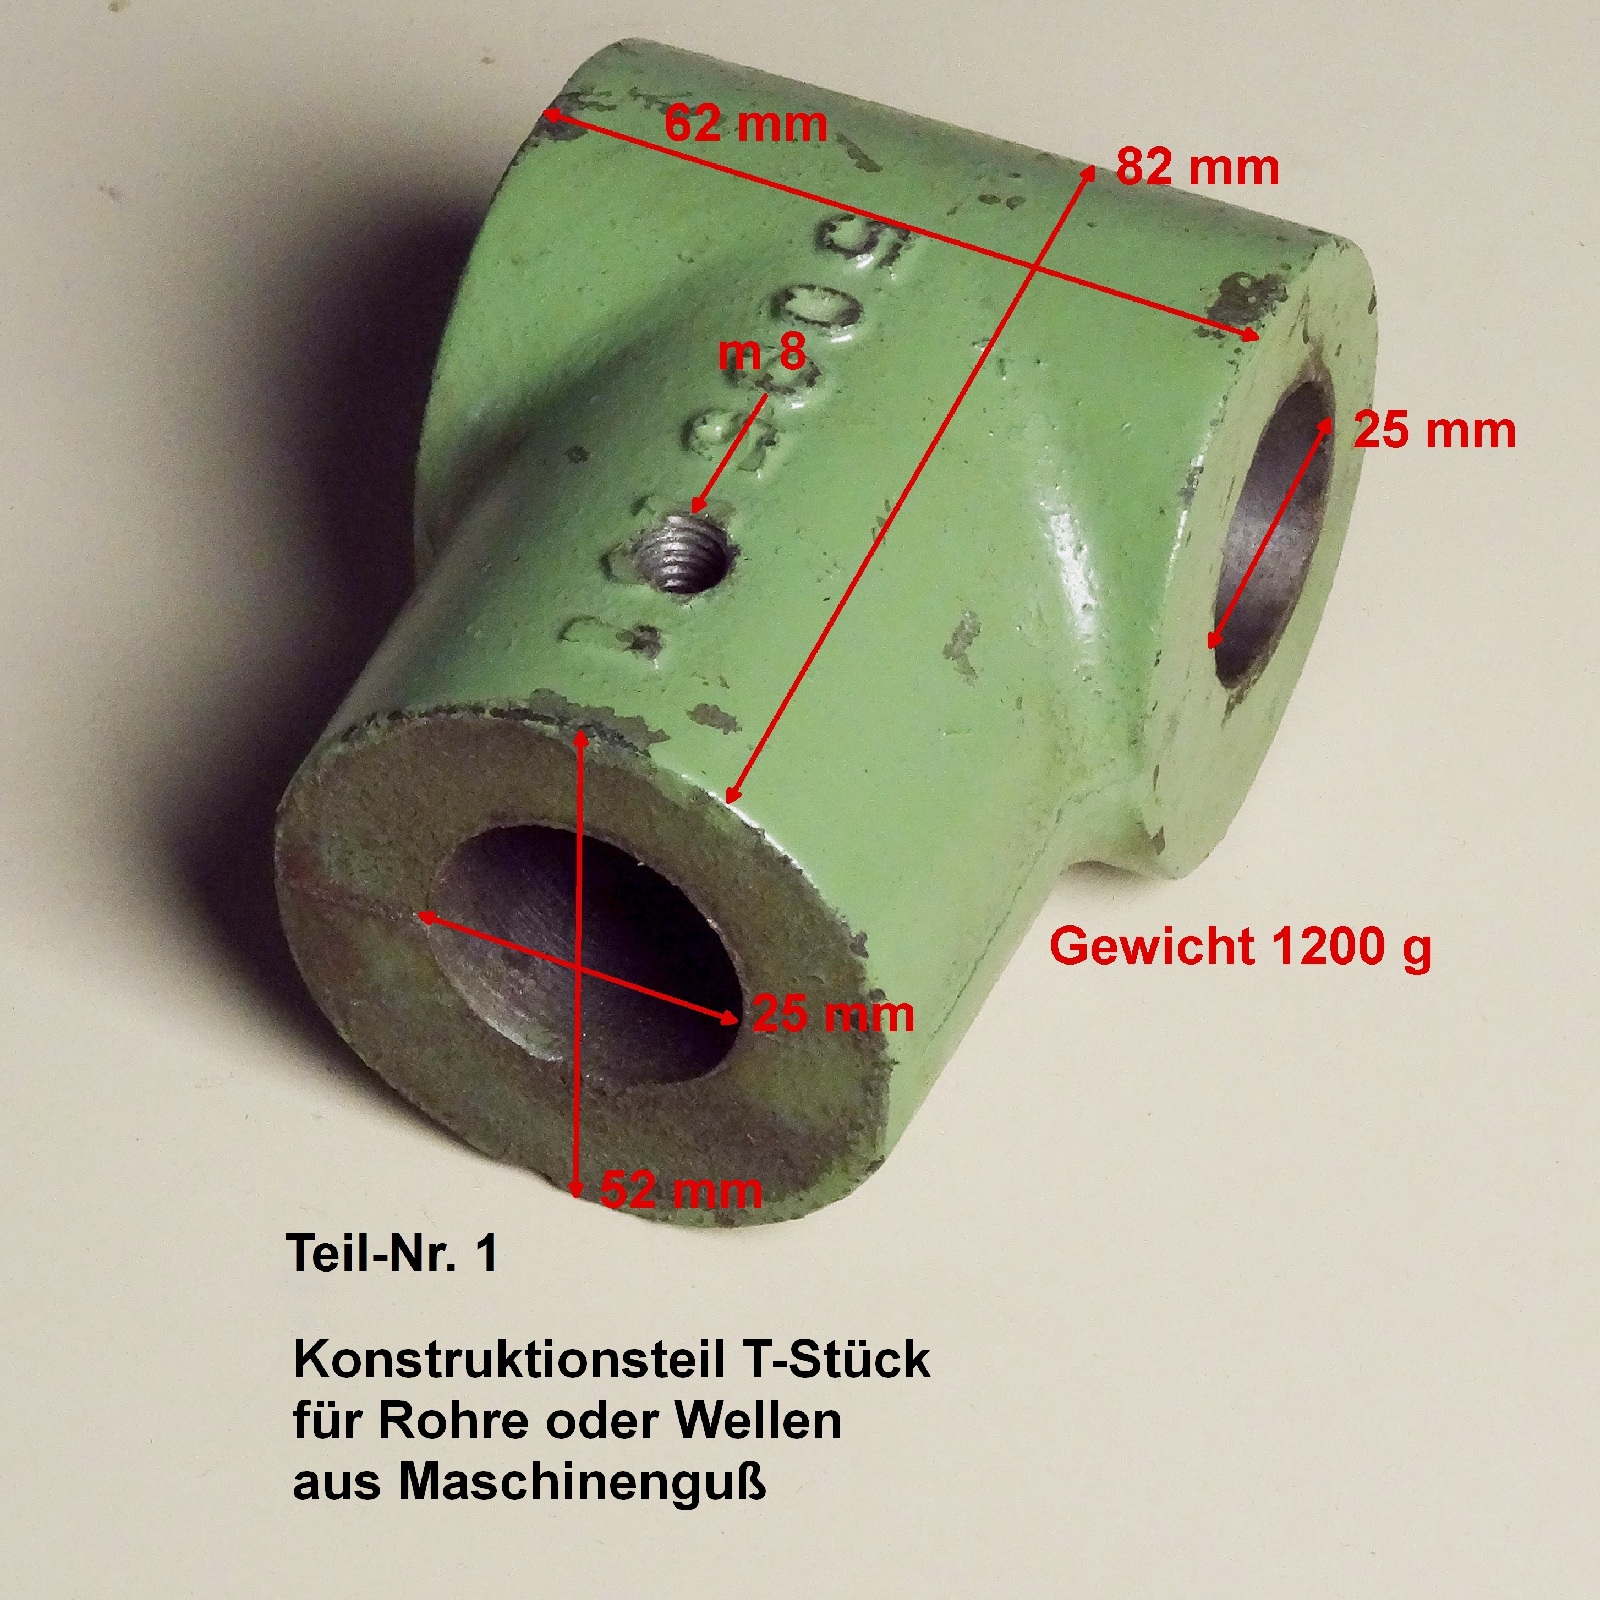 62 mm
82 mm
m 8
25 mm
Gewicht 1200 g
25 mm
52 mm
Teil-Nr. 1
Konstruktionsteil T-Stück
für Rohre oder Wellen
aus Maschinenguß